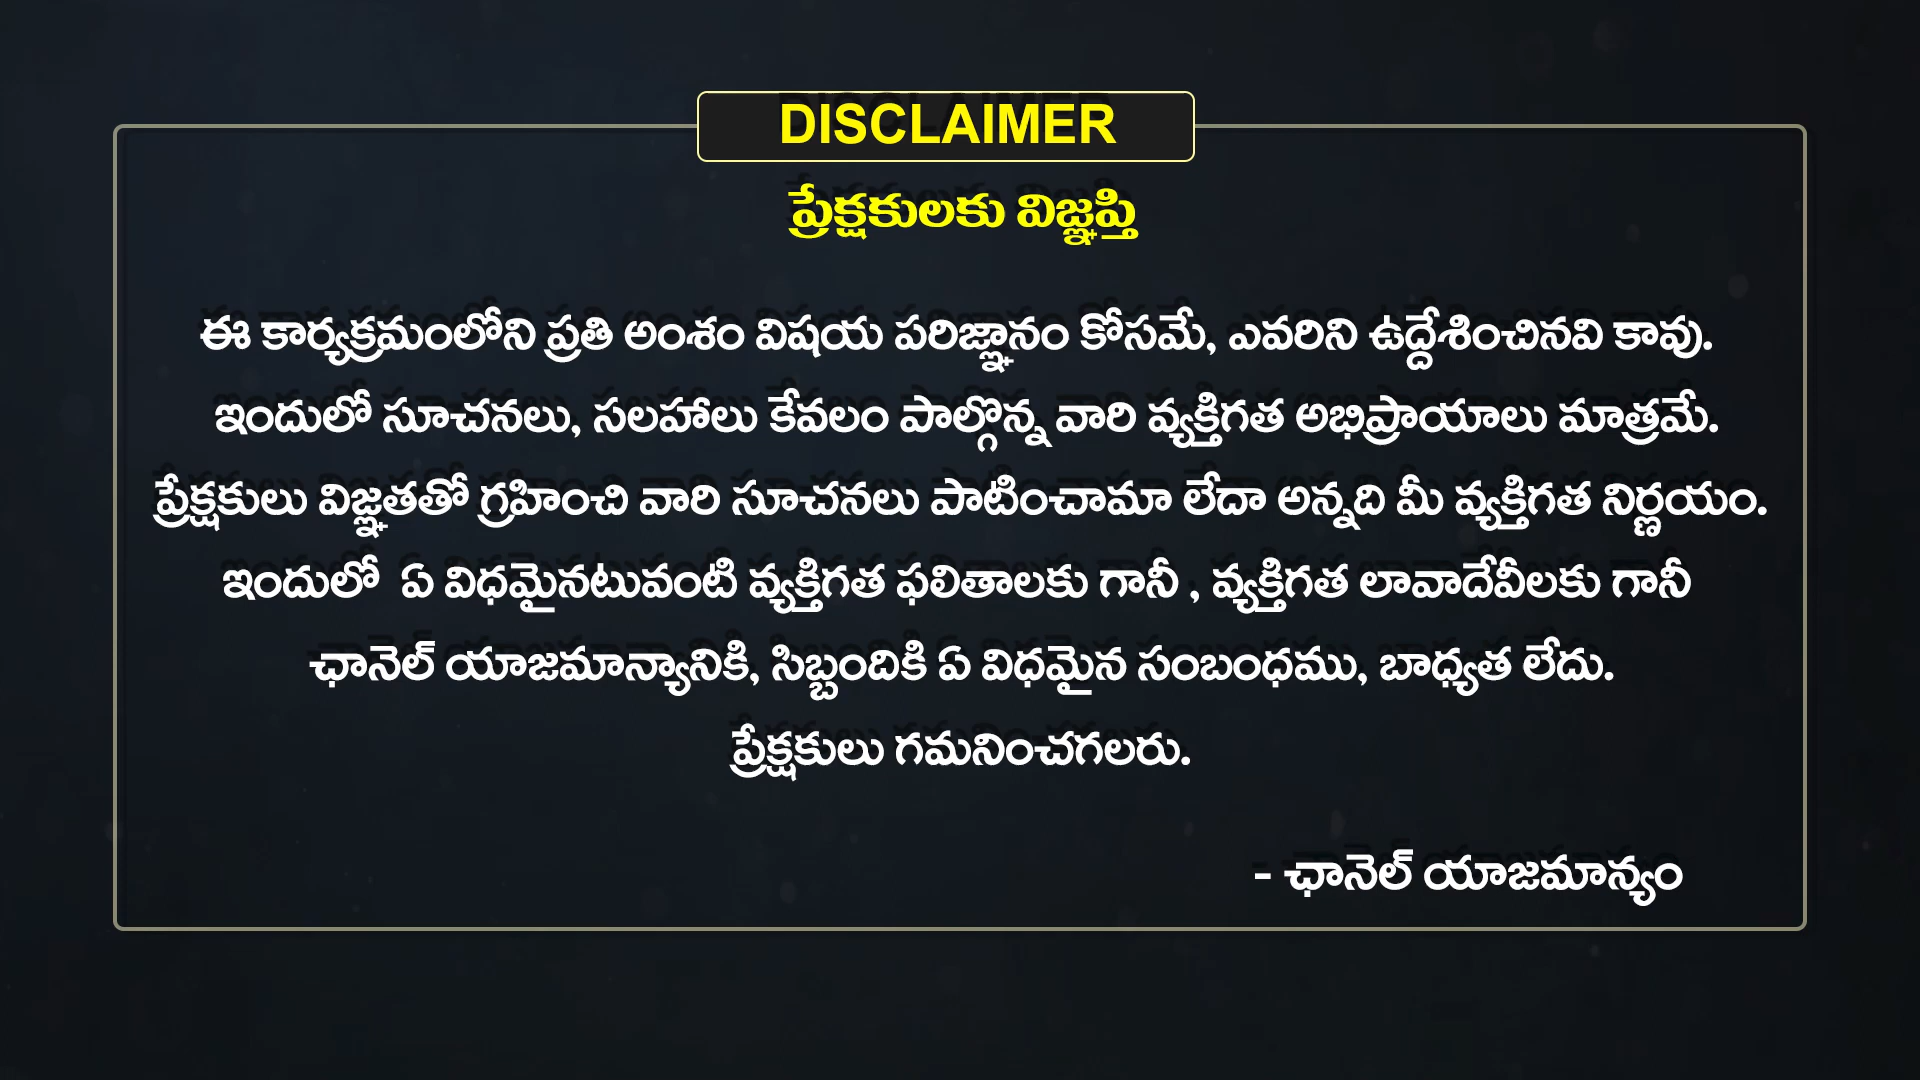 DISCLAIMER
ప్రేక్షకులకు విజ్ఞప్తి
ఈ కార్యక్రమంలోని ప్రతి అంశం విషయ పరిజ్ఞానం కోసమే, ఎవరిని ఉద్దేశించినవి కావు.
ఇందులో సూచనలు, సలహాలు కేవలం పాల్గొన్న వారి వ్యక్తిగత అభిప్రాయాలు మాత్రమే.
ప్రేక్షకులు విజ్ఞతతో గ్రహించి వారి సూచనలు పాటించామా లేదా అన్నది మీ వ్యక్తిగత నిర్ణయం.
ఇందులో  ఏ విధమైనటువంటి వ్యక్తిగత ఫలితాలకు గానీ , వ్యక్తిగత లావాదేవీలకు గానీ
ఛానెల్ యాజమాన్యానికి, సిబ్బందికి ఏ విధమైన సంబంధము, బాధ్యత లేదు.
ప్రేక్షకులు గమనించగలరు.
- ఛానెల్ యాజమాన్యం